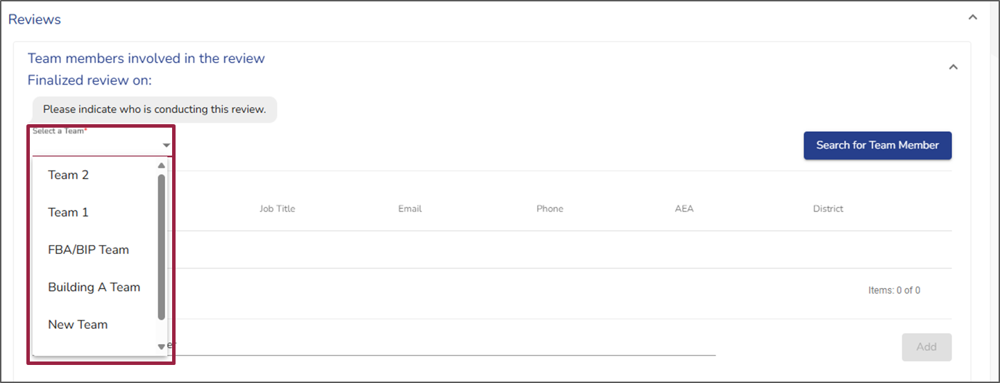 Reviews
Team members involved in the review
Finalized review on:
Please indicate who is conducting this review.
Select a Team*
Search for Team Member
Team 2
Team 1
Job Title Email Phone AEA District
FBA/BIP Team
Building A Team
Items: 0 of 0
New Team
Add